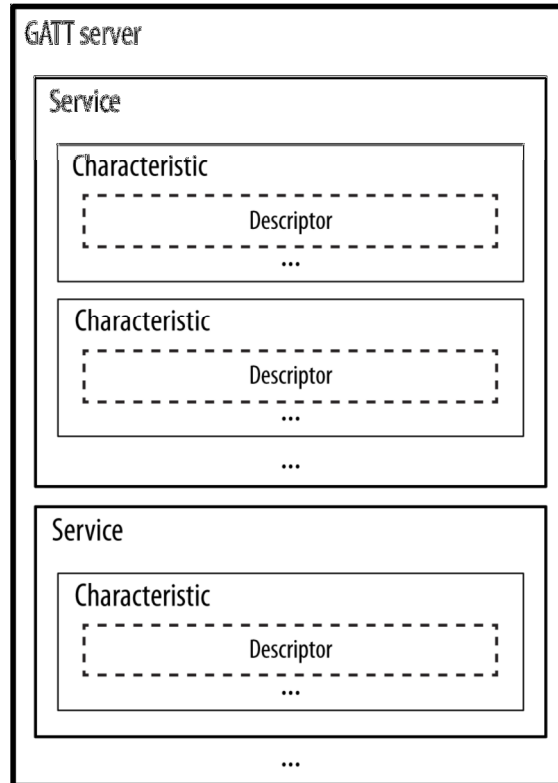 GATT server
Service
Characteristic
Descriptor
...
Characteristic
Descriptor
...
...
Service
Characteristic
Descriptor
...
...